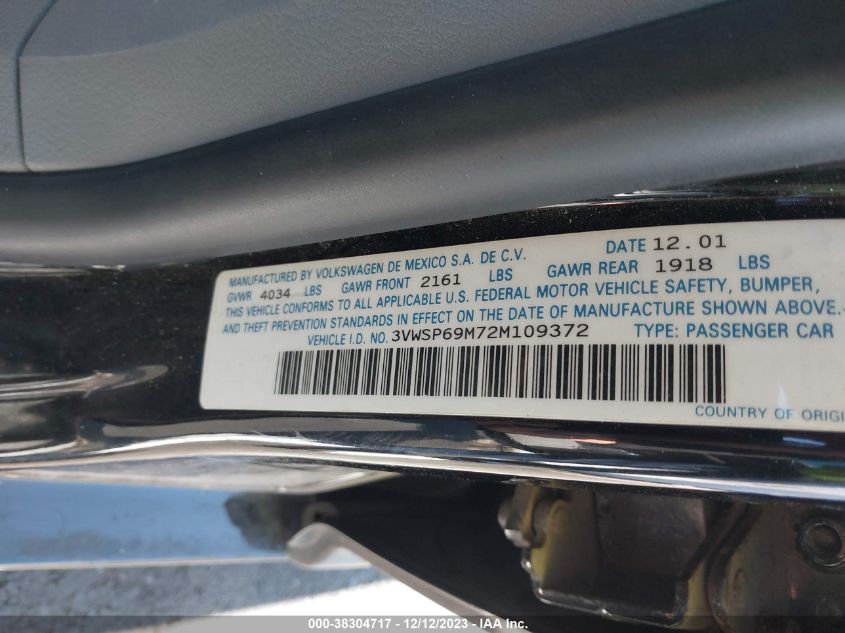 MANUFACTURED BY VOLKSWAGEN DE MEXICO S.A. DE C.V. DATE 12.01
GVWR 4034 LBS GAWR FRONT 2161 LBS GAWR REAR 1918 LBS
THIS VEHICLE CONFORMS TO ALL APPLICABLE U.S. FEDERAL MOTOR VEHICLE SAFETY, BUMPER,
AND THEFT PREVENTION STANDARDS IN EFFECT ON THE DATE OF MANUFACTURE SHOWN ABOVE.
VEHICLE I.D. NO. 3VWSP69M72M109372 TYPE: PASSENGER CAR
COUNTRY OF ORIGI
000-38304717 - 12/12/2023 - IAA Inc.